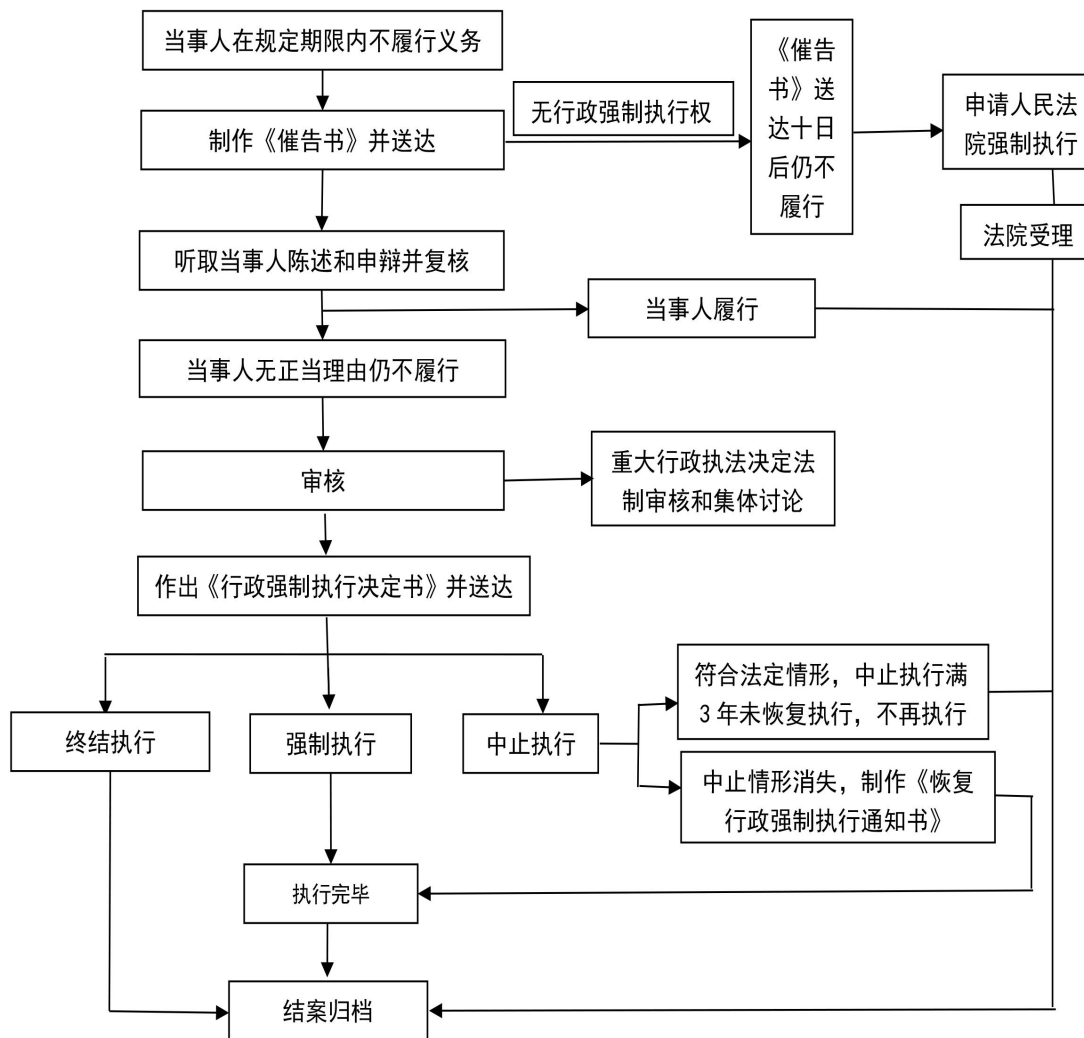 当事人在规定期限内不履行义务
制作《催告书》并送达
无行政强制执行权
《催告
书》送
达十日
后仍不
履行
申请人民法
院强制执行
法院受理
听取当事人陈述和申辩并复核
当事人履行
当事人无正当理由仍不履行
审核
重大行政执法决定法
制审核和集体讨论
作出《行政强制执行决定书》并送达
终结执行
强制执行
中止执行
符合法定情形，中止执行满
3 年未恢复执行，不再执行
中止情形消失，制作《恢复
行政强制执行通知书》
执行完毕
结案归档